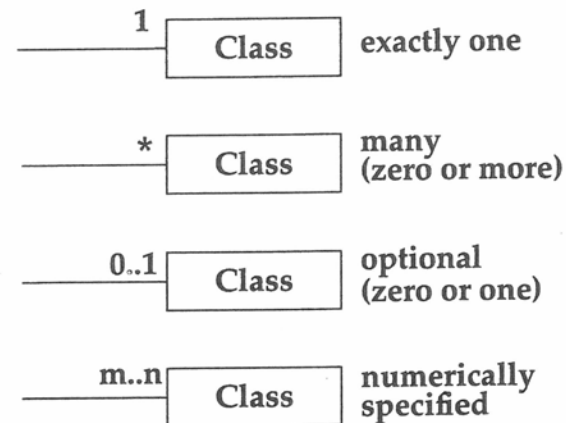 1
Class
exactly one
*
Class
many
(zero or more)
0..1
Class
optional
(zero or one)
m..n
Class
numerically
specified